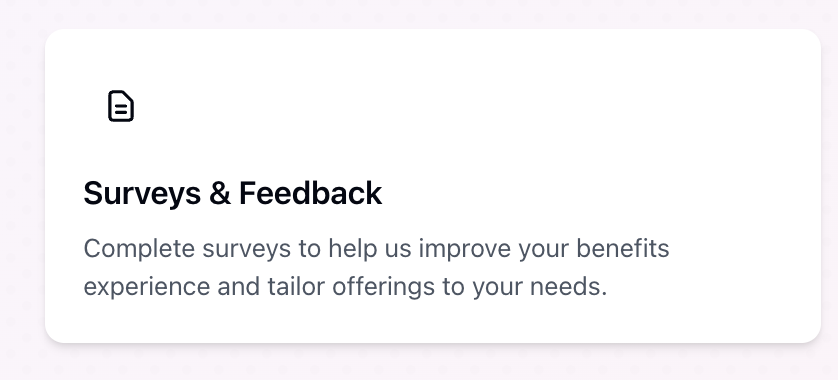 Surveys & Feedback
Complete surveys to help us improve your benefits
experience and tailor offerings to your needs.